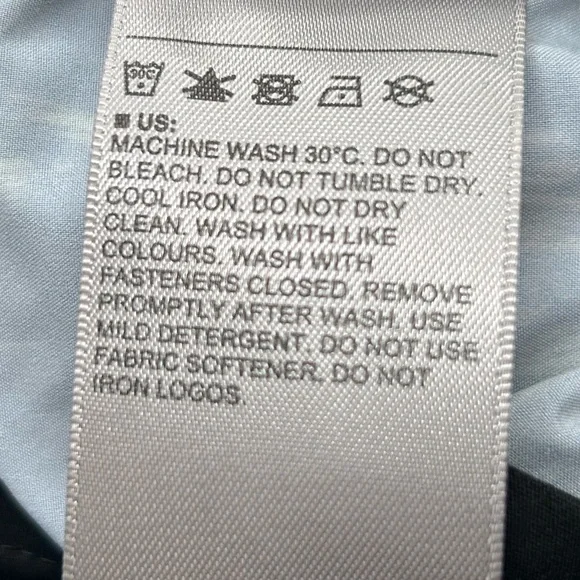 30°C
US:
MACHINE WASH 30°C. DO NOT
BLEACH. DO NOT TUMBLE DRY.
COOL IRON. DO NOT DRY
CLEAN. WASH WITH LIKE
COLOURS. WASH WITH
FASTENERS CLOSED. REMOVE
PROMPTLY AFTER WASH. USE
MILD DETERGENT. DO NOT USE
FABRIC SOFTENER. DO NOT
IRON LOGOS.